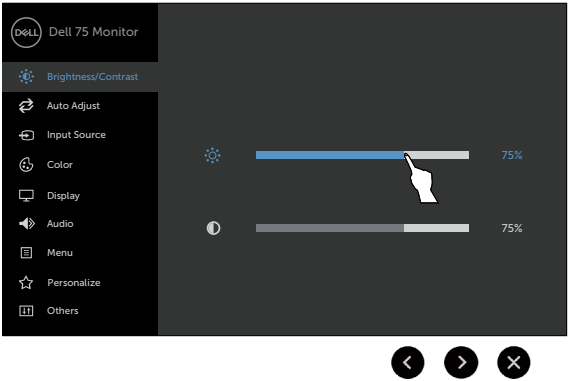 DELL Dell 75 Monitor
Brightness/Contrast
Auto Adjust
Input Source
Color
Display
Audio
Menu
Personalize
Others
75%
75%